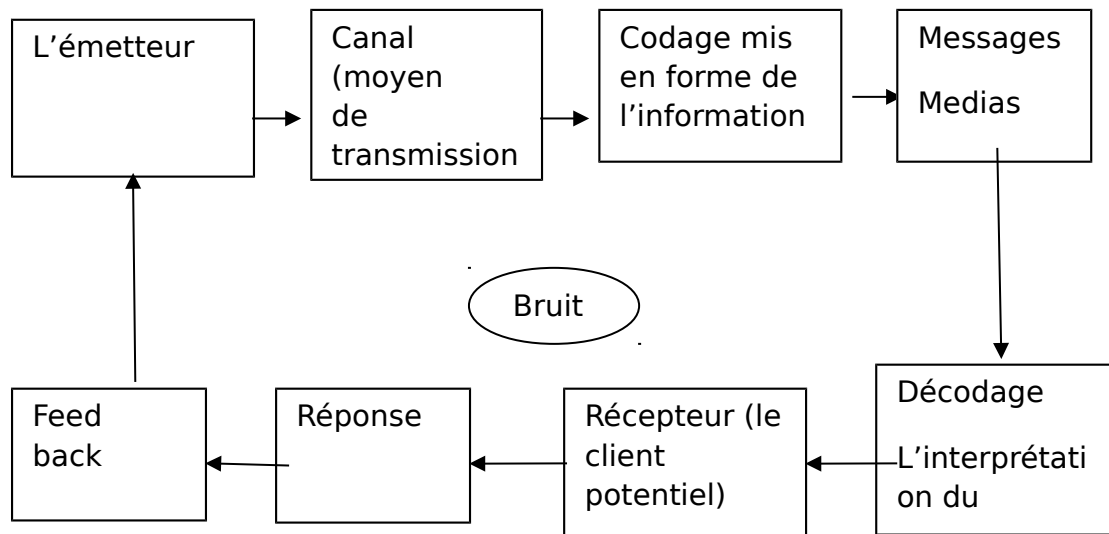 L’émetteur
Canal
(moyen
de
transmission
Codage mis
en forme de
l’information
Messages
Medias
Bruit
Décodage
L’interprétati
on du
Récepteur (le
client
potentiel)
Réponse
Feed
back